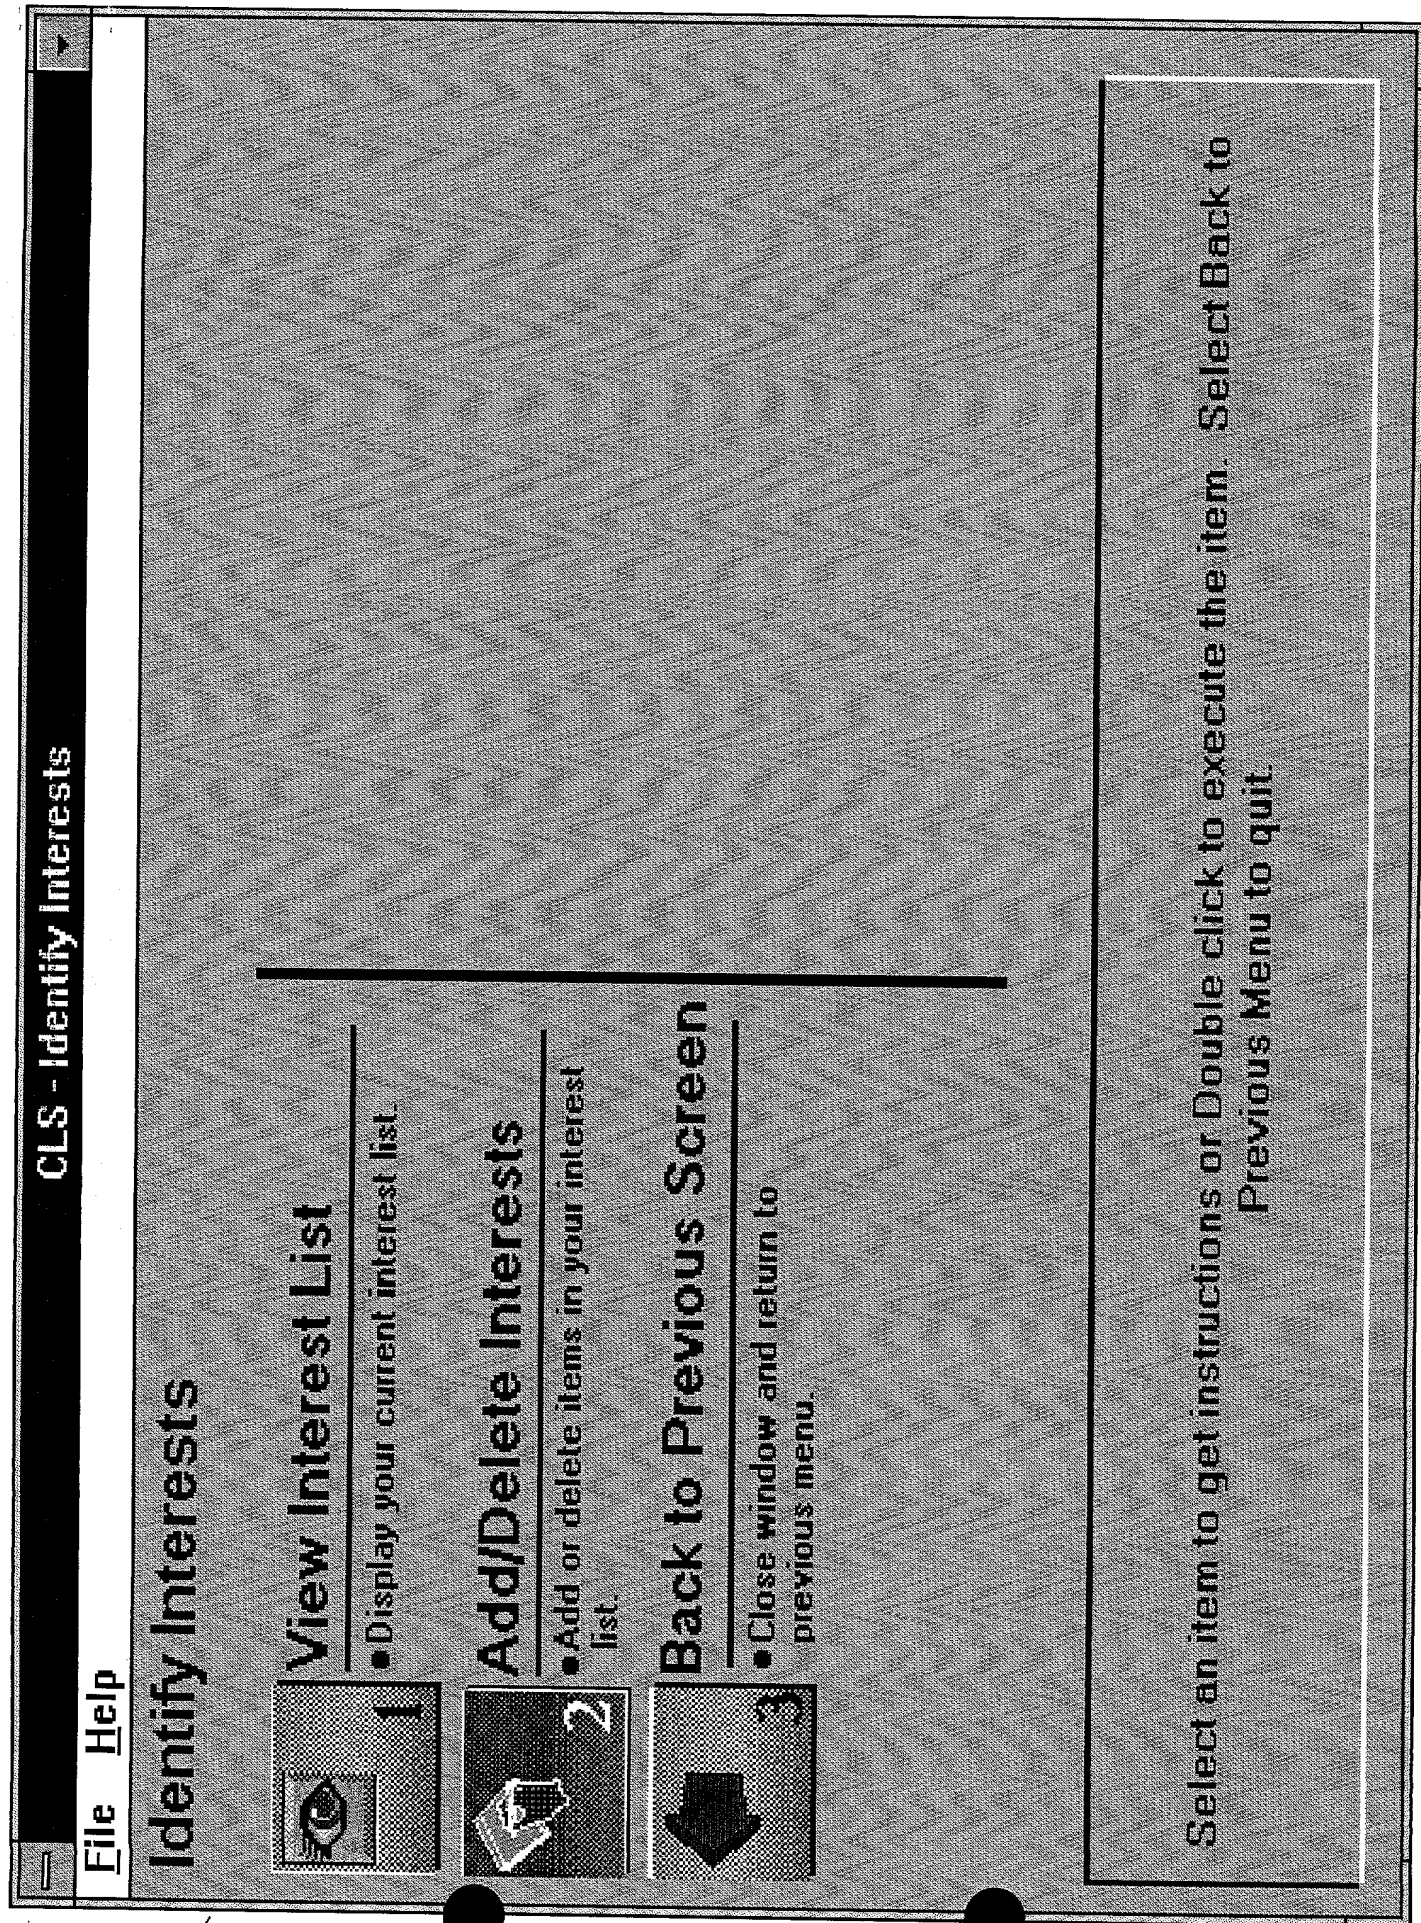 CLS - Identify Interests
File Help
Identify Interests
1
View Interest List
● Display your current interest list.
2
Add/Delete Interests
● Add or delete items in your interest
list.
3
Back to Previous Screen
● Close window and return to
previous menu.
Select an item to get instructions or Double click to execute the item. Select Back to
Previous Menu to quit.